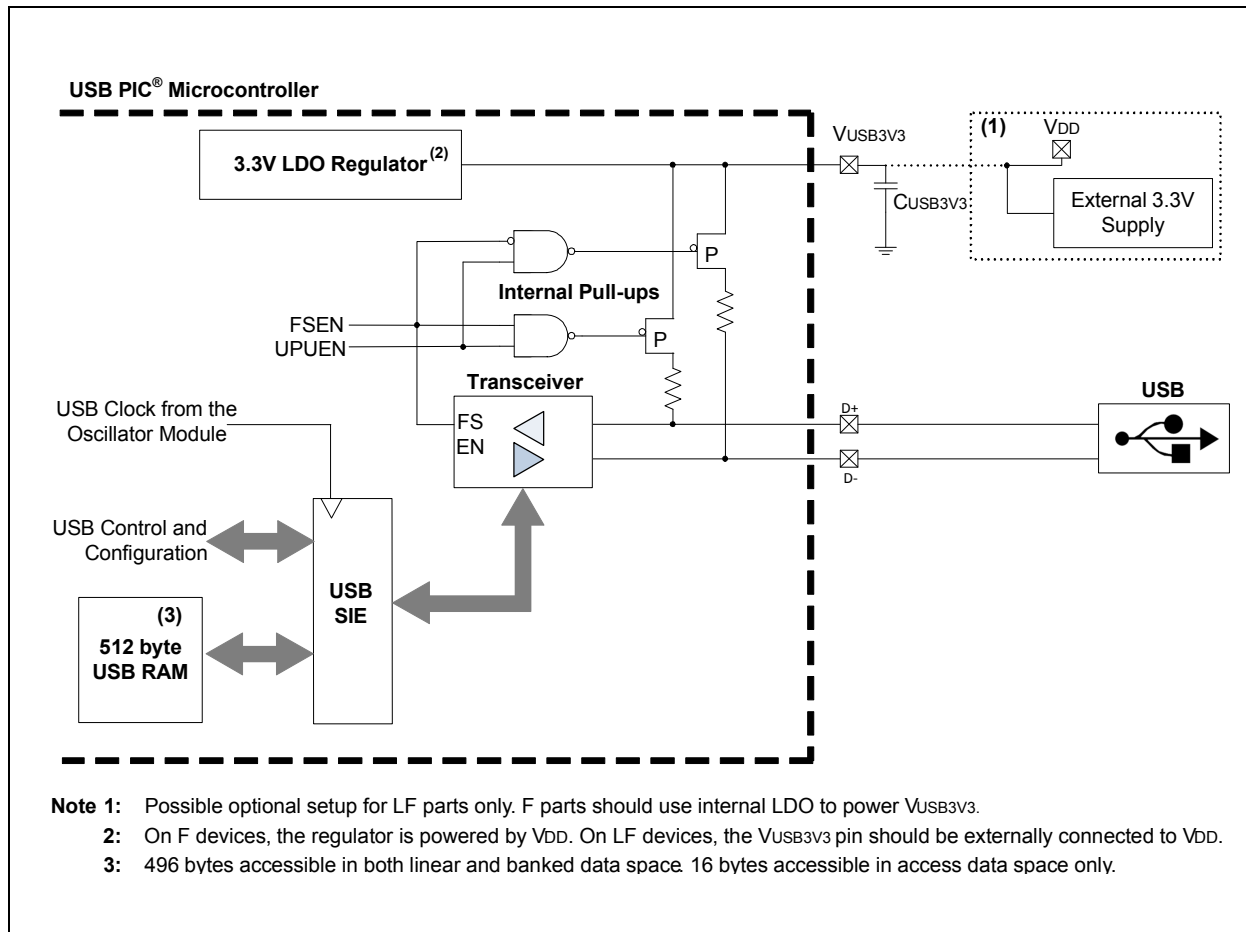 USB PIC® Microcontroller
3.3V LDO Regulator (2)
VUSB3V3
(1)
VDD
CUSB3V3
External 3.3V
Supply
P
Internal Pull-ups
FSEN
UPUEN
P
Transceiver
FS
EN
USB Clock from the
Oscillator Module
D+
D-
USB
USB Control and
Configuration
USB
SIE
(3)
512 byte
USB RAM
Note 1: Possible optional setup for LF parts only. F parts should use internal LDO to power VUSB3V3.
2: On F devices, the regulator is powered by VDD. On LF devices, the VUSB3V3 pin should be externally connected to VDD.
3: 496 bytes accessible in both linear and banked data space. 16 bytes accessible in access data space only.